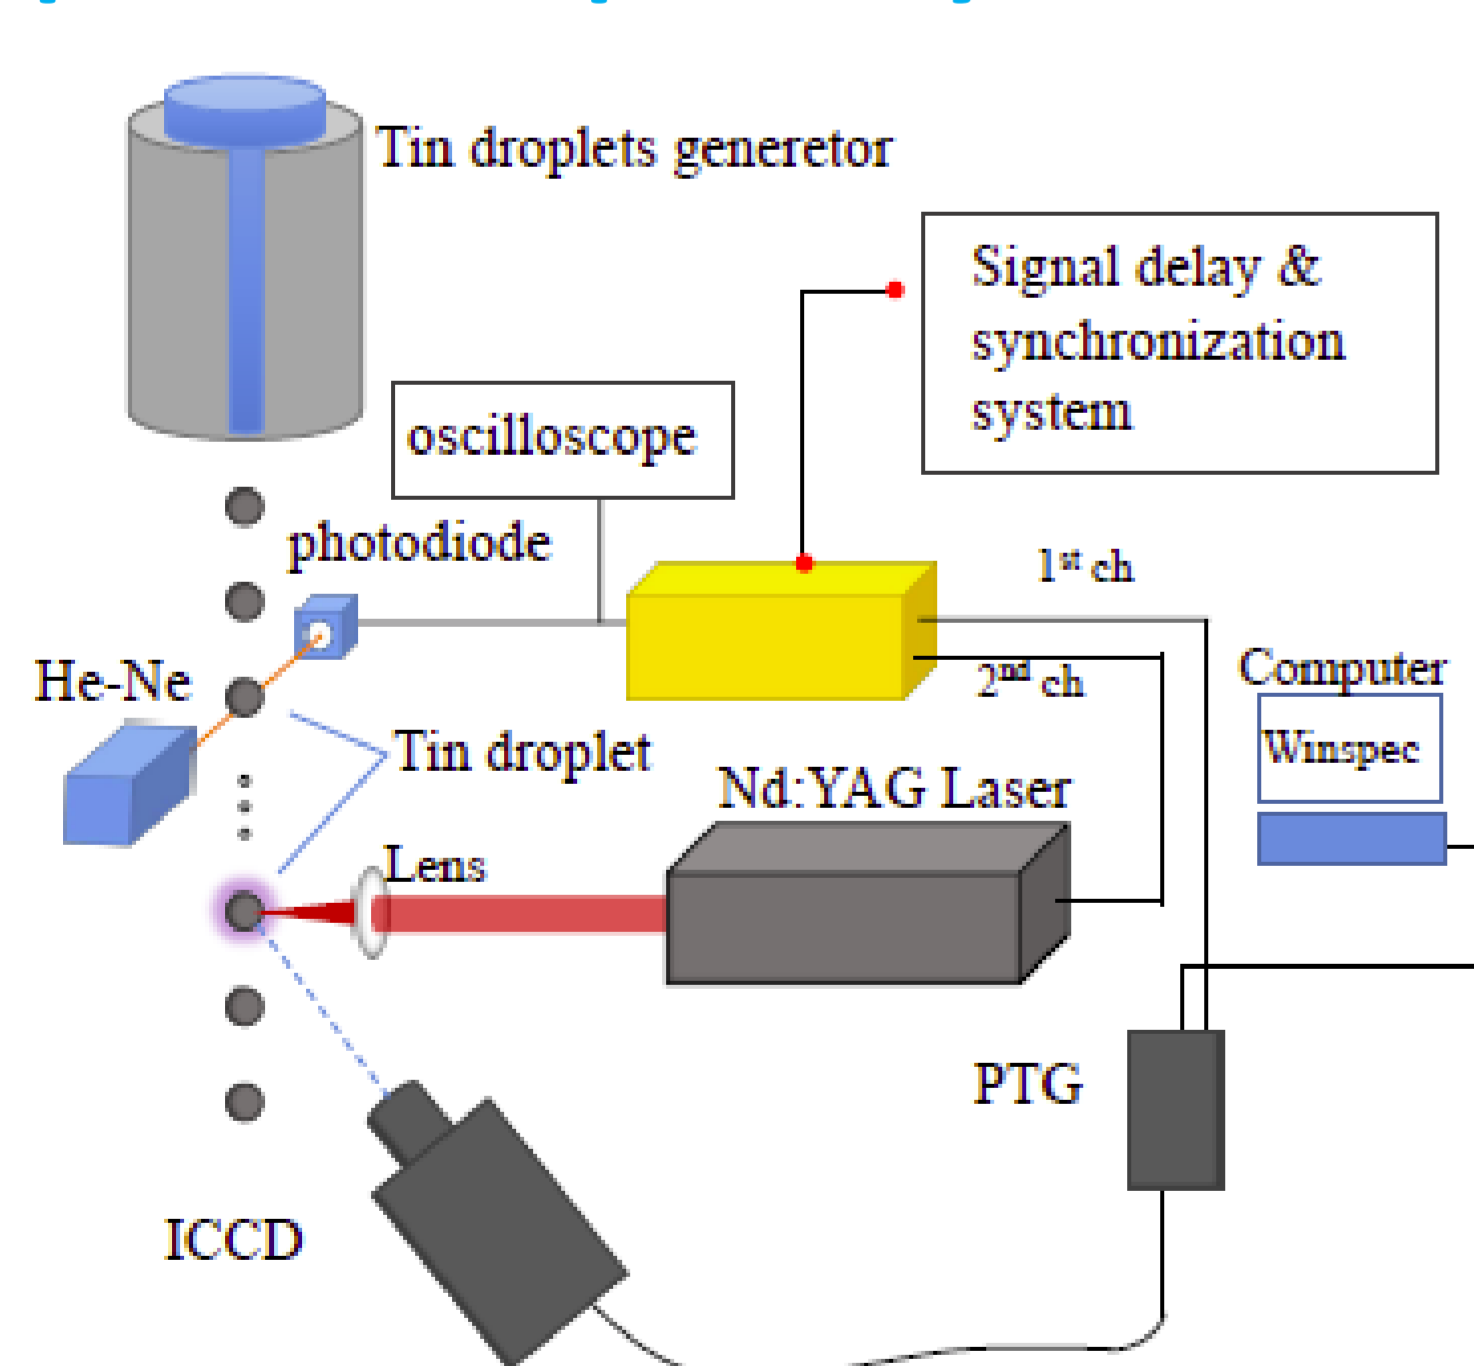 Tin droplets generetor
Signal delay &
synchronization
system
oscilloscope
photodiode
1st ch
He-Ne
2nd ch
Computer
Winspec
Tin droplet
Nd:YAG Laser
Lens
PTG
ICCD